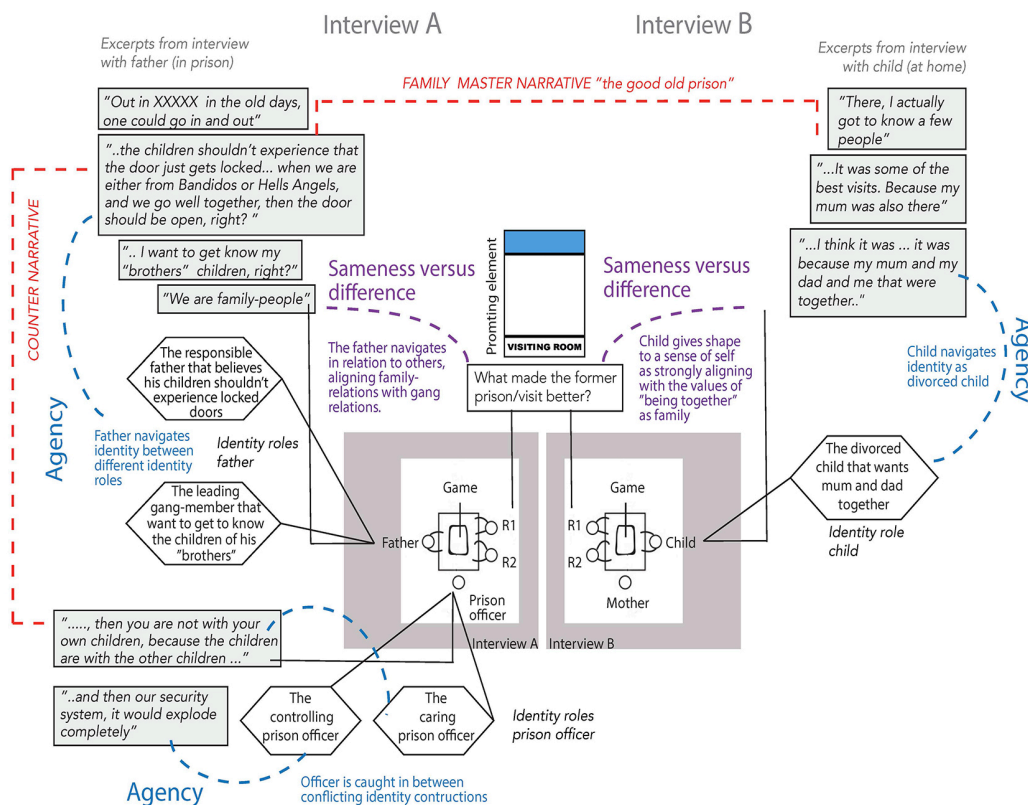 Interview A
Interview B
Excerpts from interview
with father (in prison)
Excerpts from interview
with child (at home)
FAMILY MASTER NARRATIVE "the good old prison"
"Out in XXXXX in the old days,
one could go in and out"
"..the children shouldn't experience that
the door just gets locked... when we are
either from Bandidos or Hells Angels,
and we go well together, then the door
should be open, right? "
".. I want to get know my
"brothers" children, right?"
"We are family-people"
COUNTER NARRATIVE
"There, I actually
got to know a few
people"
"...It was some of the
best visits. Because my
mum was also there"
"...I think it was ... it was
because my mum and my
dad and me that were
together.."
Sameness versus
difference
The father navigates
in relation to others,
aligning family-
relations with gang
relations.
Promting element
VISITING ROOM
What made the former
prison/visit better?
Sameness versus
difference
Child gives shape
to a sense of self
as strongly aligning
with the values of
"being together"
as family
Agency
Child navigates
identity as
divorced child
The responsible
father that believes
his children shouldn't
experience locked
doors
Agency
Father navigates
identity between
different identity
roles
Identity roles
father
The leading
gang-member that
want to get to know
the children of his
"brothers"
Game
R1
R2
Father
Prison
officer
Interview A
Game
R1
R2
Child
Mother
Interview B
The divorced
child that wants
mum and dad
together
Identity role
child
"....., then you are not with your
own children, because the children
are with the other children ..."
"..and then our security
system, it would explode
completely"
The
controlling
prison officer
The
caring
prison officer
Identity roles
prison officer
Agency
Officer is caught in between
conflicting identity contructions